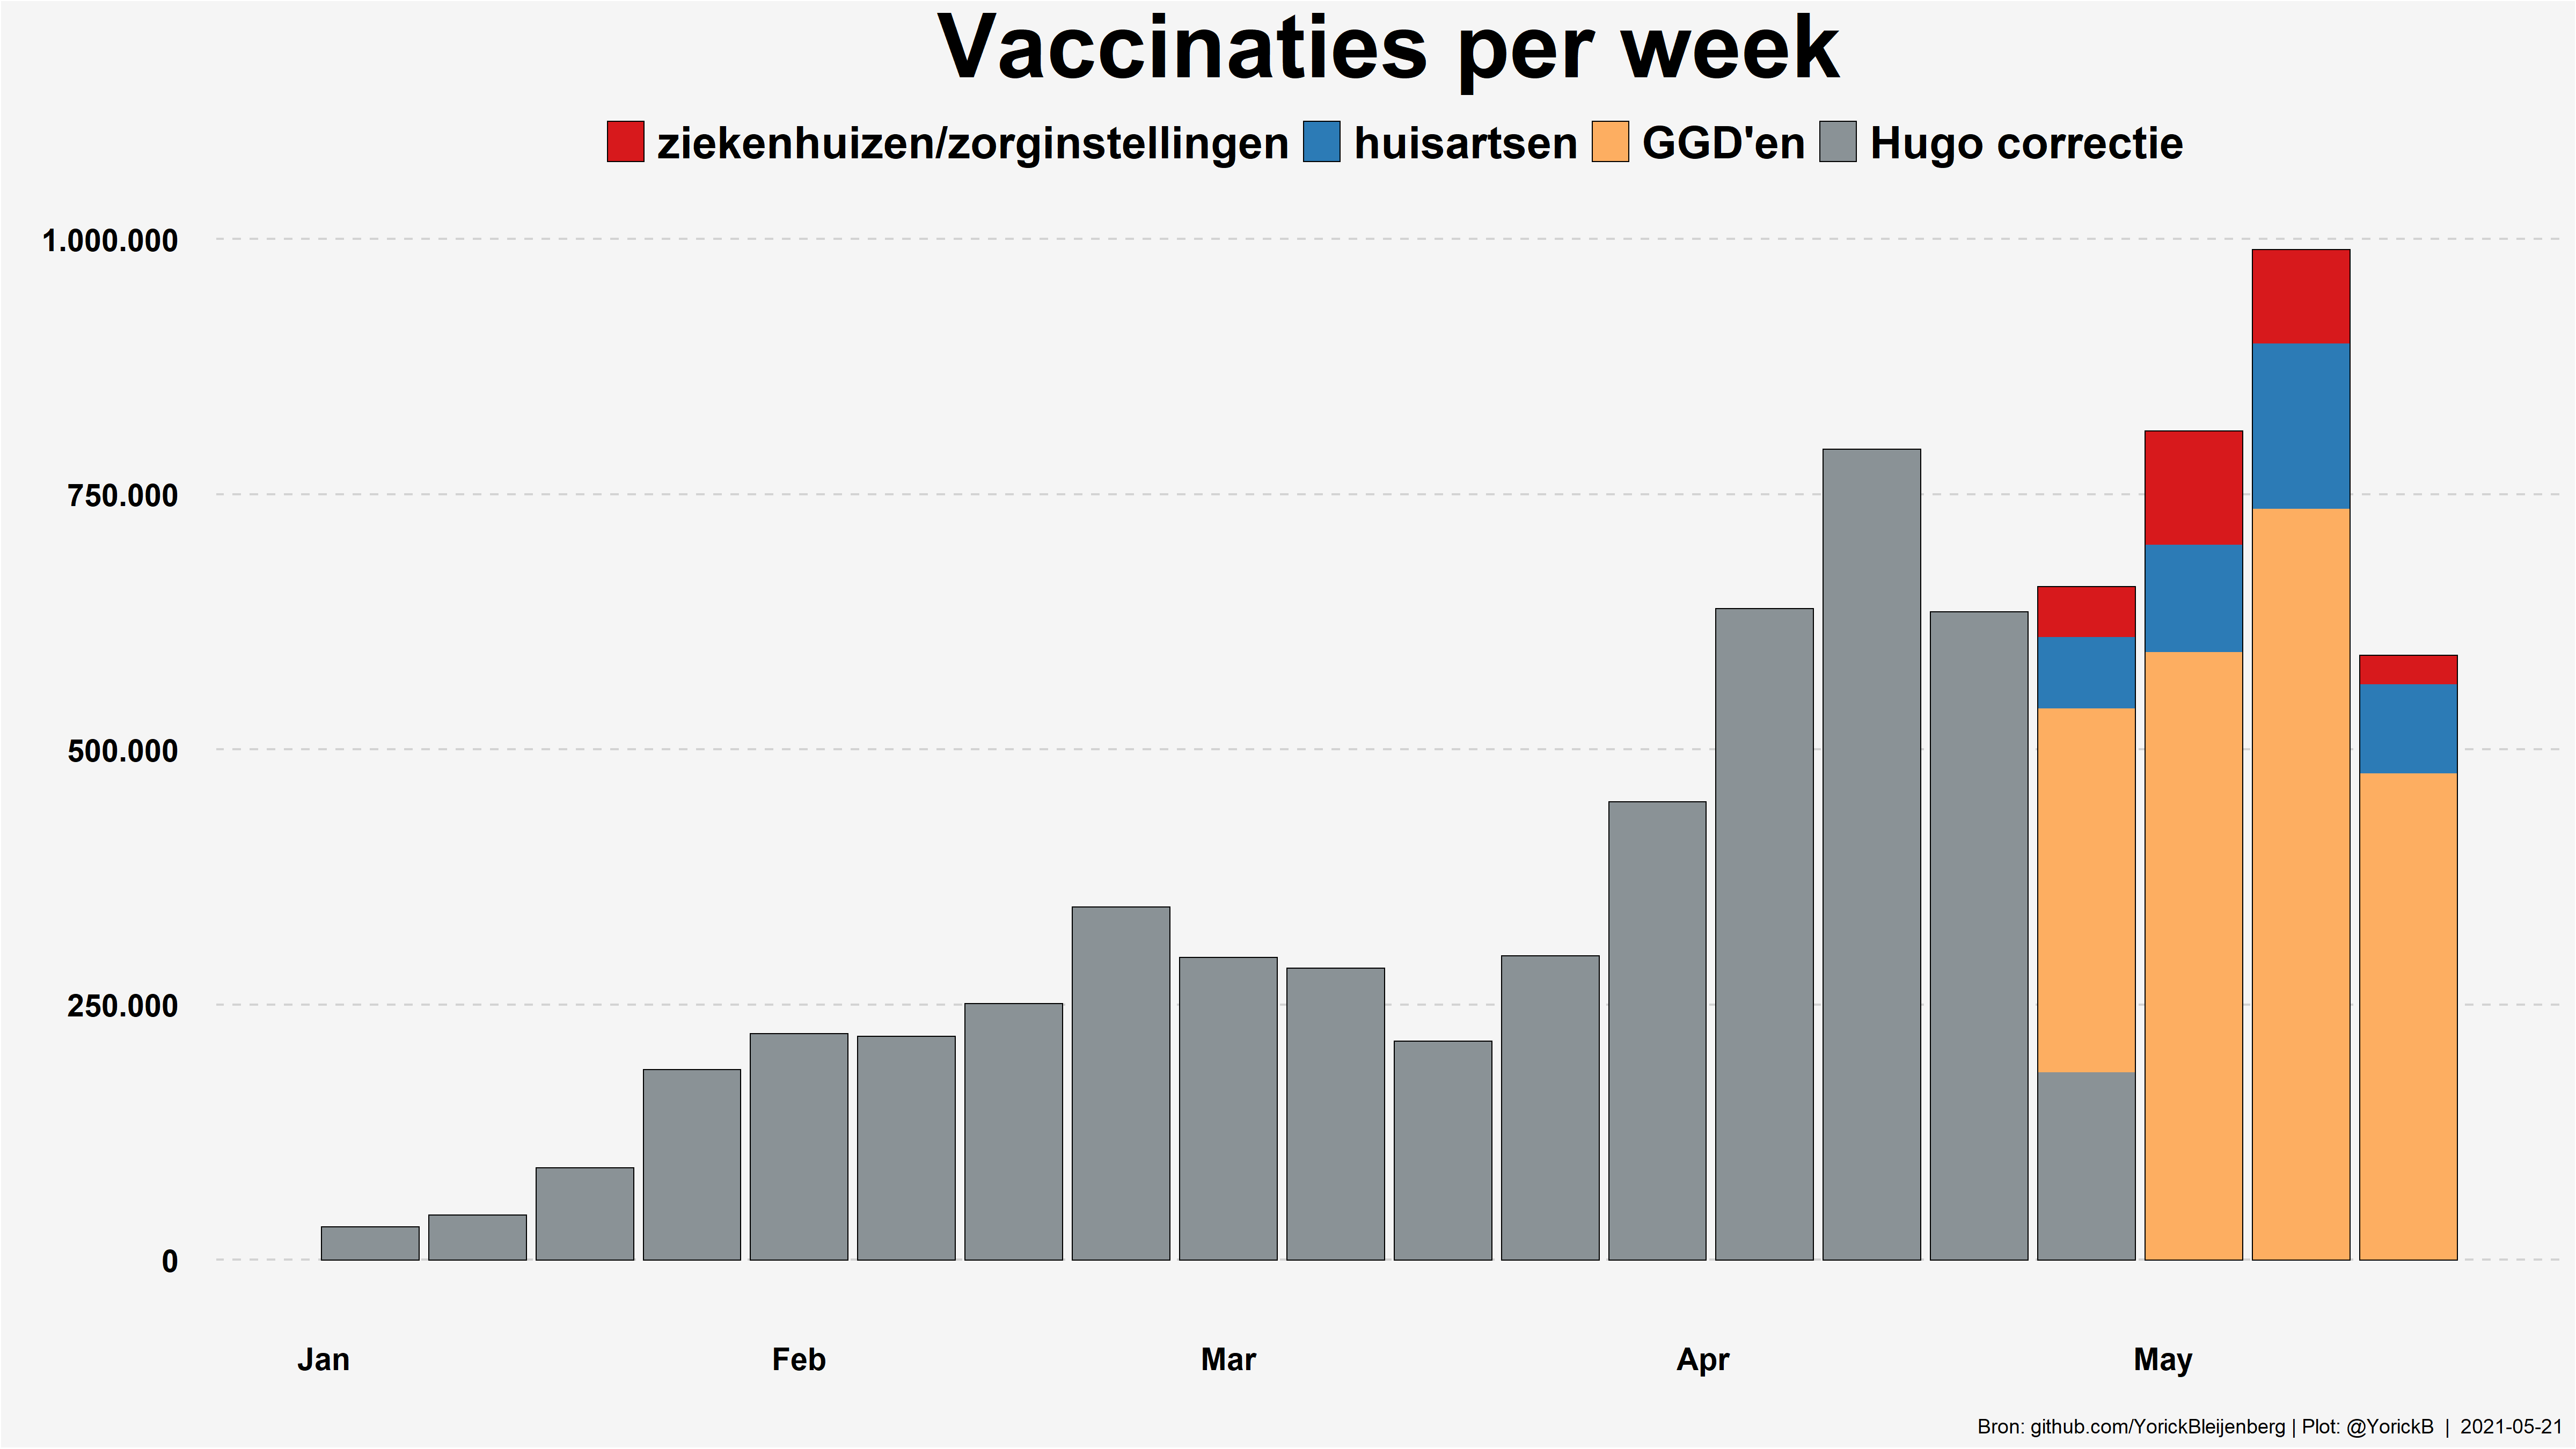 Vaccinaties per week
ziekenhuizen/zorginstellingen huisartsen GGD'en Hugo correctie
1.000.000
750.000
500.000
250.000
0
Jan Feb Mar Apr May
Bron: github.com/YorickBleijenberg | Plot: @YorickB | 2021-05-21